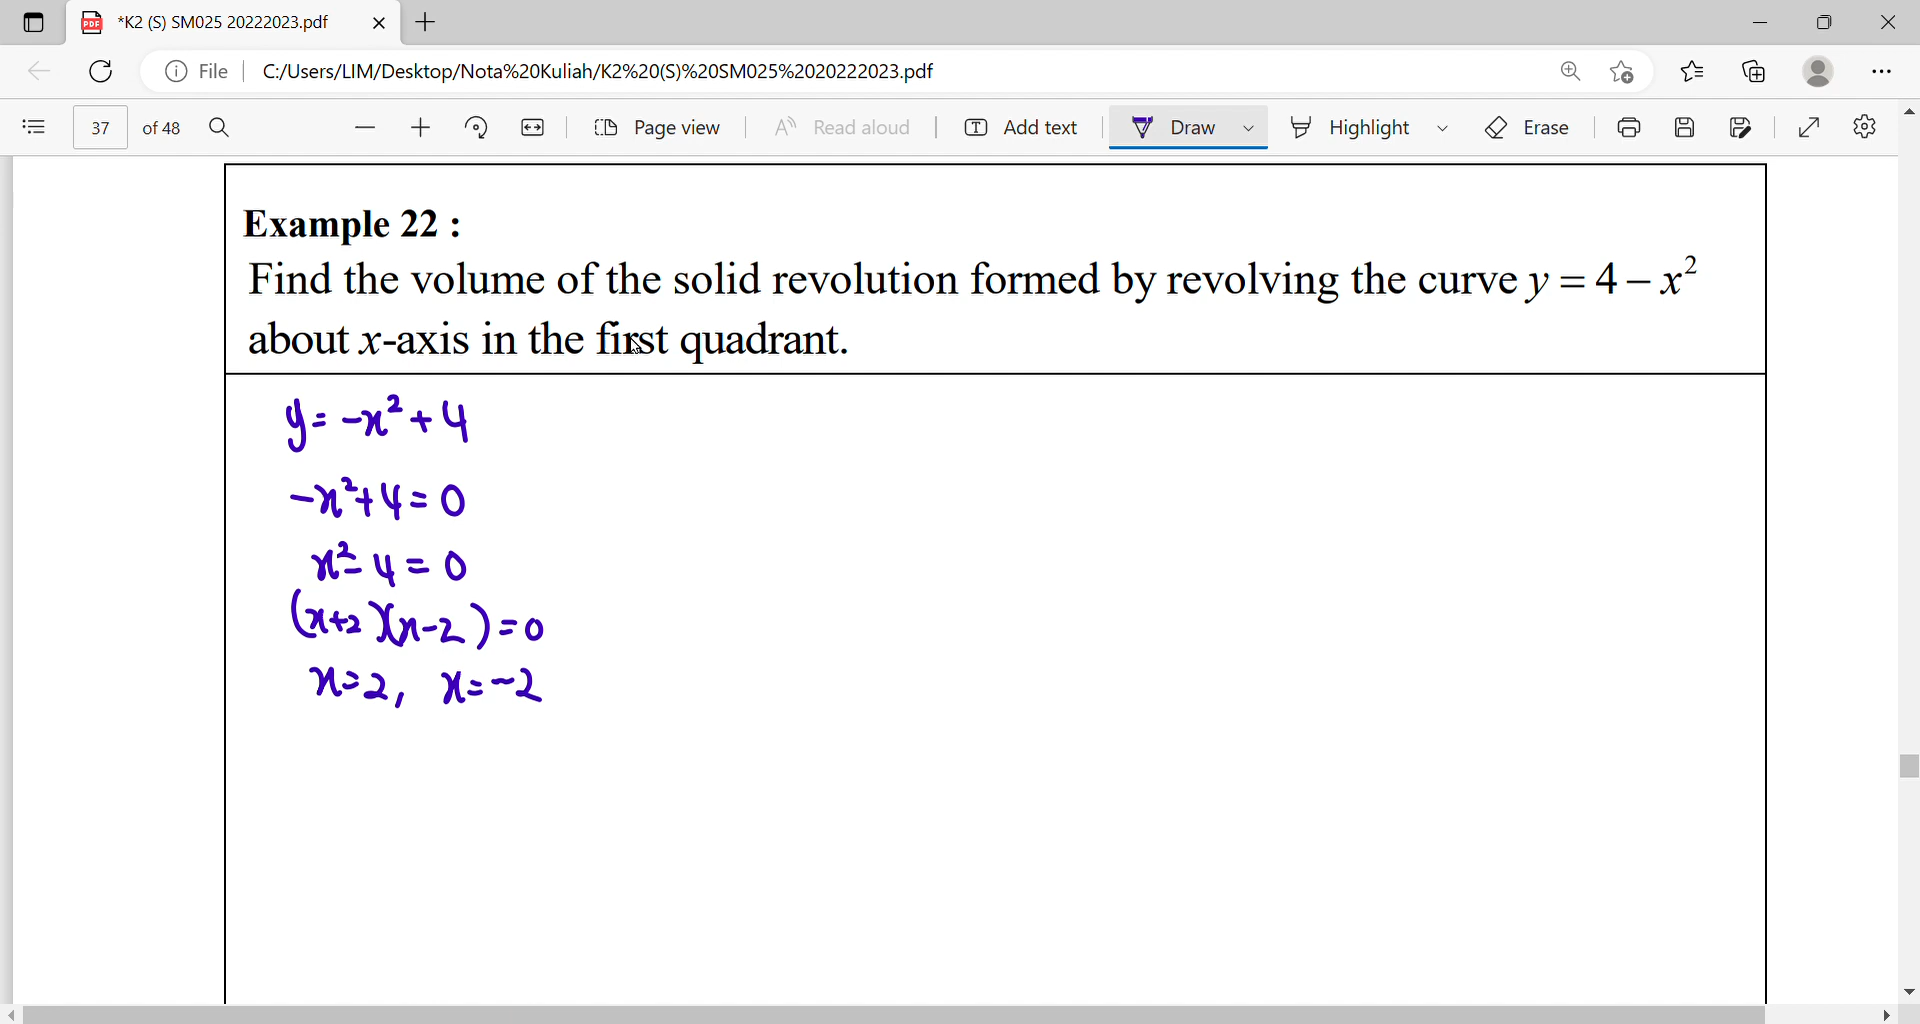 *K2 (S) SM025 20222023.pdf
File C:/Users/LIM/Desktop/Nota%20Kuliah/K2%20(S)%20SM025%2020222023.pdf
37 of 48 Page view Read aloud Add text Draw Highlight Erase
Example 22 :
Find the volume of the solid revolution formed by revolving the curve y = 4 − x²
about x-axis in the first quadrant.
y = -x² + 4
-x² + 4 = 0
x² - 4 = 0
(x+2)(x-2) = 0
x = 2, x = -2